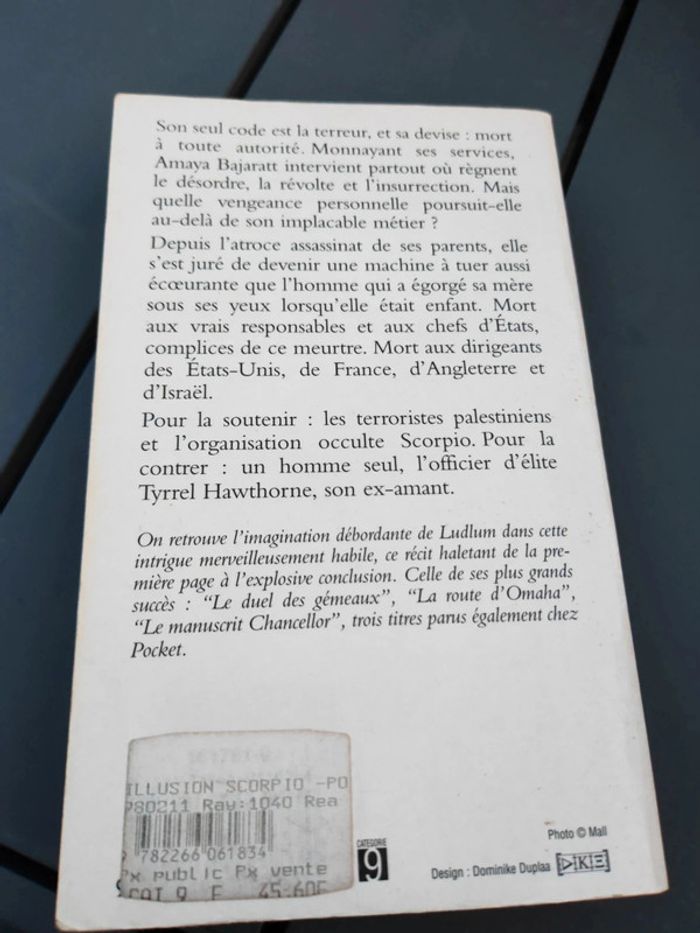 Son seul code est la terreur, et sa devise : mort
à toute autorité. Monnayant ses services,
Amaya Bajaratt intervient partout où règnent
le désordre, la révolte et l'insurrection. Mais
quelle vengeance personnelle poursuit-elle
au-delà de son implacable métier ?
Depuis l'atroce assassinat de ses parents, elle
s'est juré de devenir une machine à tuer aussi
écœurante que l'homme qui a égorgé sa mère
sous ses yeux lorsqu'elle était enfant. Mort
aux vrais responsables et aux chefs d'États,
complices de ce meurtre. Mort aux dirigeants
des États-Unis, de France, d'Angleterre et
d'Israël.
Pour la soutenir : les terroristes palestiniens
et l'organisation occulte Scorpio. Pour la
contrer : un homme seul, l'officier d'élite
Tyrrel Hawthorne, son ex-amant.
On retrouve l'imagination débordante de Ludlum dans cette
intrigue merveilleusement habile, ce récit haletant de la pre-
mière page à l'explosive conclusion. Celle de ses plus grands
succès : "Le duel des gémeaux", "La route d'Omaha",
"Le manuscrit Chancellor", trois titres parus également chez
Pocket.
ILLUSION SCORPIO -PO
980211 Ray:1040 Rea
9 782266 061834
Px public Px vente
CAT 9 F 45.60F
CATEGORIE
9
Photo © Mall
Design : Dominike Duplaa